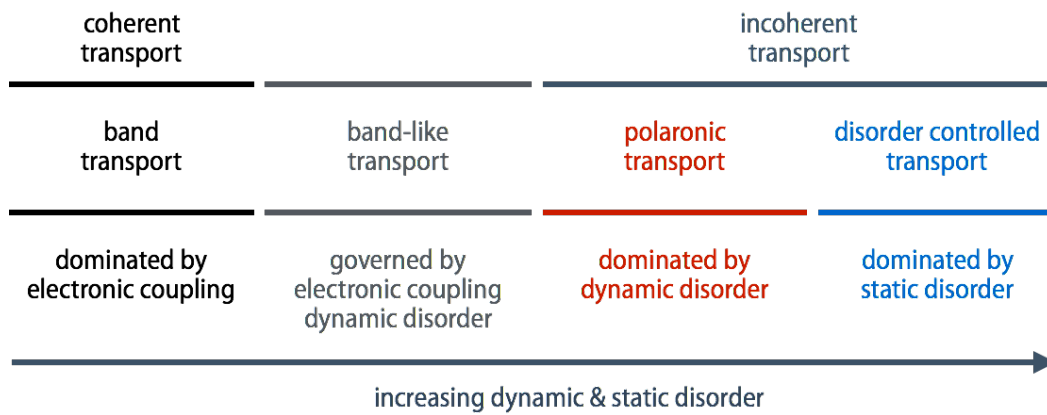 coherent
transport
incoherent
transport
band
transport
band-like
transport
polaronic
transport
disorder controlled
transport
dominated by
electronic coupling
governed by
electronic coupling
dynamic disorder
dominated by
dynamic disorder
dominated by
static disorder
increasing dynamic & static disorder